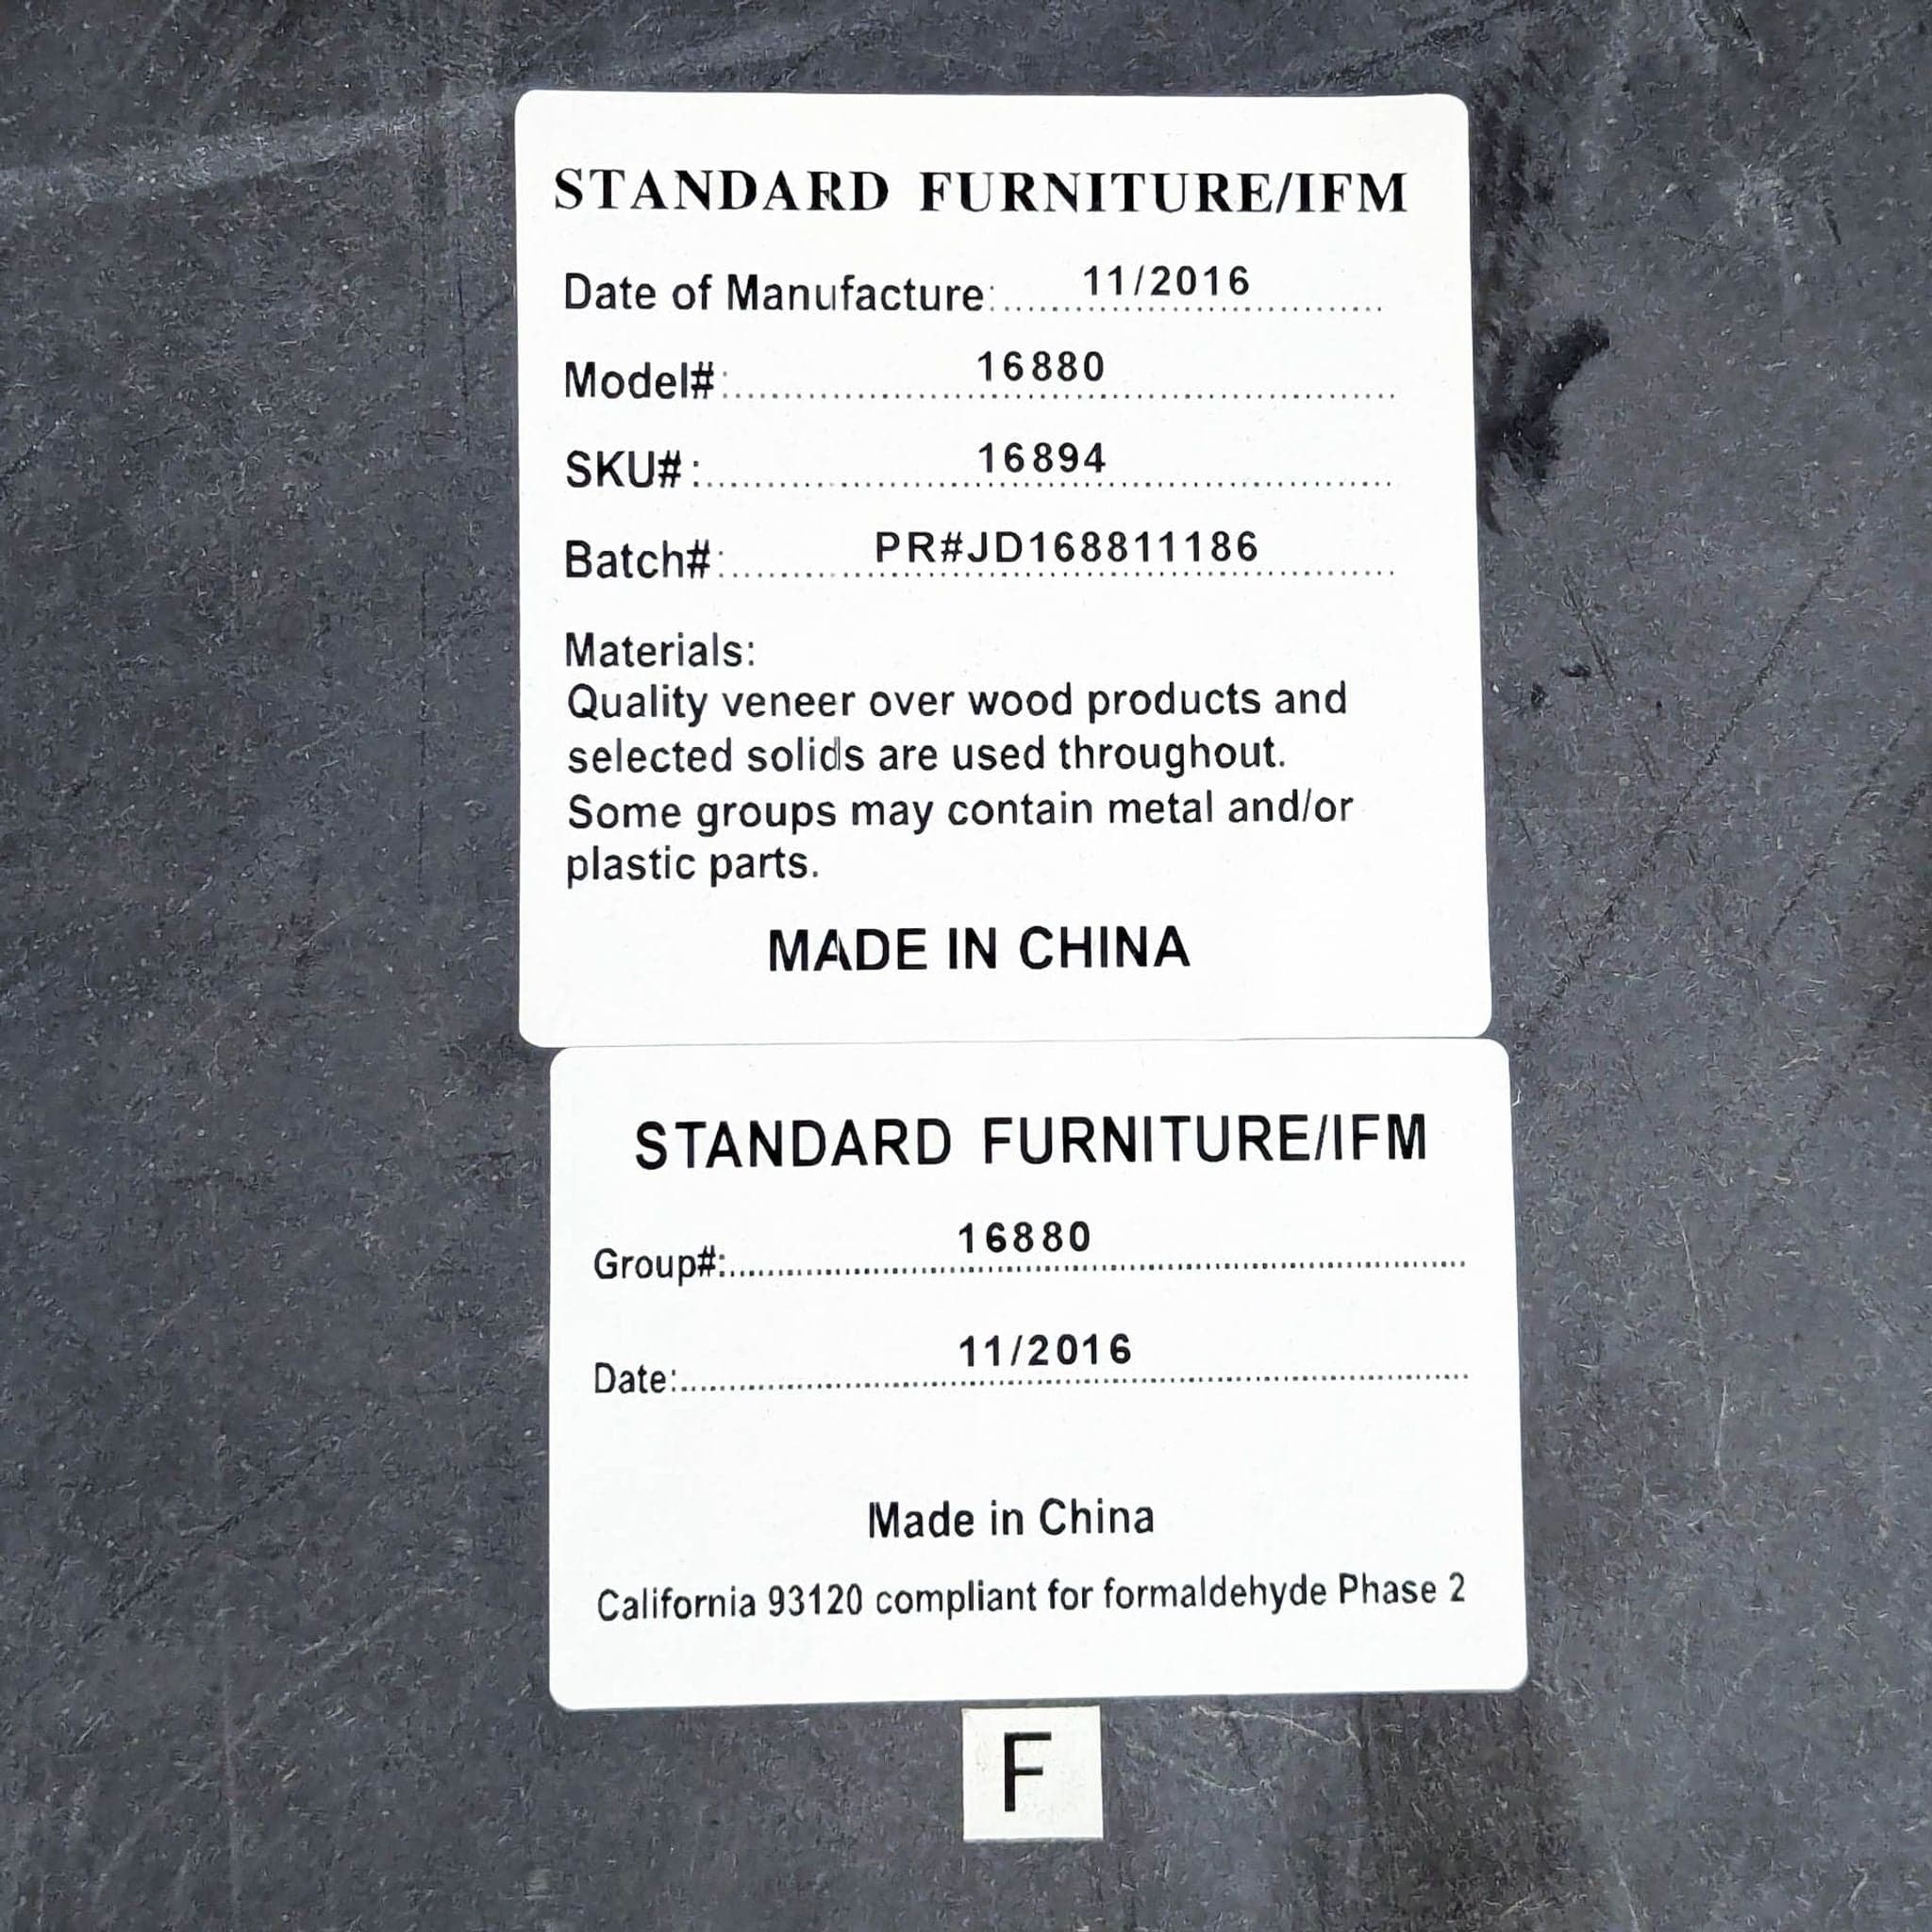 STANDARD FURNITURE/IFM
Date of Manufacture: 11/2016
Model#: 16880
SKU#: 16894
Batch#: PR#JD168811186
Materials:
Quality veneer over wood products and
selected solids are used throughout.
Some groups may contain metal and/or
plastic parts.
MADE IN CHINA
STANDARD FURNITURE/IFM
Group#: 16880
Date: 11/2016
Made in China
California 93120 compliant for formaldehyde Phase 2
F